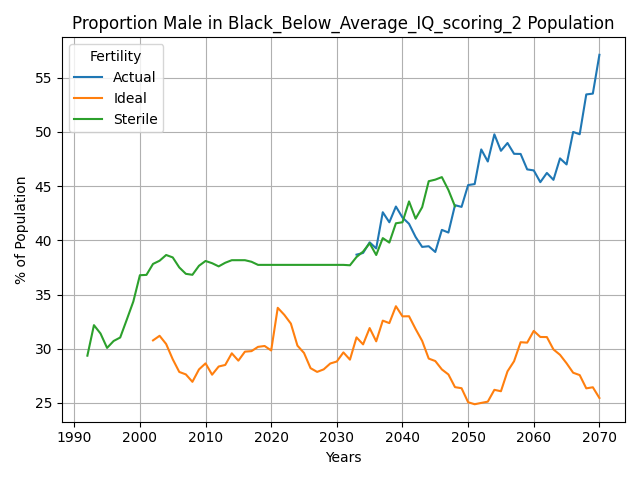 Proportion Male in Black_Below_Average_IQ_scoring_2 Population
Fertility
Actual
Ideal
Sterile
% of Population
55
50
45
40
35
30
25
1990 2000 2010 2020 2030 2040 2050 2060 2070
Years